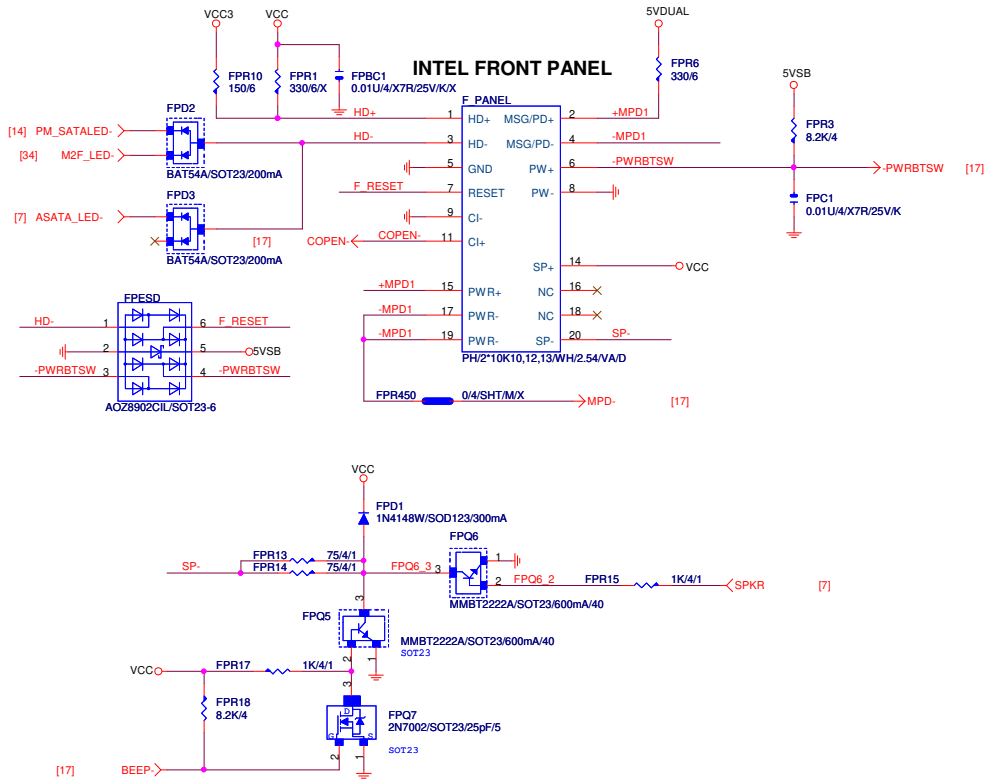 VCC3
VCC
5VDUAL
INTEL FRONT PANEL
5VSB
FPR10
150/6
FPR1
330/6/X
FPBC1
0.01U/4/X7R/25V/K/X
FPR6
330/6
FPR3
8.2K/4
F_PANEL
HD+
1
HD+
MSG/PD+
2
+MPD1
FPD2
[14]
PM_SATALED-
HD-
3
HD-
MSG/PD-
4
-MPD1
[34]
M2F_LED-
5
GND
PW+
6
-PWRBTSW
-PWRBTSW
[17]
BAT54A/SOT23/200mA
F_RESET
7
RESET
PW-
8
FPD3
FPC1
0.01U/4/X7R/25V/K
[7]
ASATA_LED-
9
CI-
[17]
COPEN-
COPEN-
11
CI+
BAT54A/SOT23/200mA
SP+
14
VCC
+MPD1
15
PWR+
NC
16
FPESD
-MPD1
17
PWR-
NC
18
HD-
1
6
F_RESET
-MPD1
19
PWR-
SP-
20
SP-
2
5
5VSB
PH/2*10K10,12,13/WH/2.54/VA/D
-PWRBTSW
3
4
-PWRBTSW
AOZ8902CIL/SOT23-6
FPR450
0/4/SHT/M/X
MPD-
[17]
VCC
FPD1
1N4148W/SOD123/300mA
FPQ6
FPR13
75/4/1
SP-
FPR14
75/4/1
FPQ6_3
3
1
2
FPQ6_2
FPR15
1K/4/1
SPKR
[7]
MMBT2222A/SOT23/600mA/40
3
FPQ5
MMBT2222A/SOT23/600mA/40
SOT23
2
1
VCC
FPR17
1K/4/1
3
FPR18
8.2K/4
D
G
S
FPQ7
2N7002/SOT23/25pF/5
SOT23
2
1
[17]
BEEP-